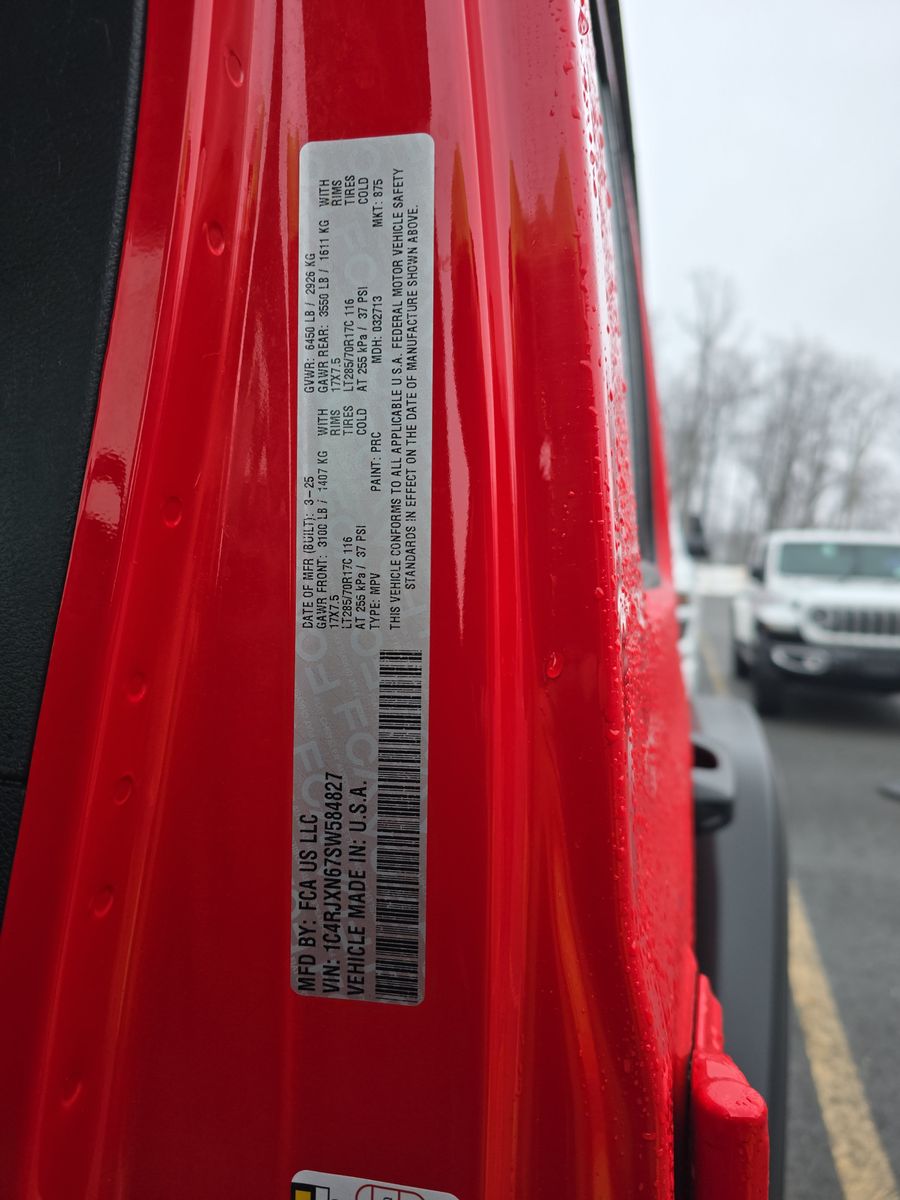 MFD BY: FCA US LLC
VIN: 1C4RJXN67SW584827
VEHICLE MADE IN: U.S.A.
DATE OF MFR (BUILT): 3-25
GAWR FRONT: 3100 LB / 1407 KG WITH
17X7.5 RIMS
LT285/70R17C 116 TIRES
AT 255 kPa / 37 PSI COLD
TYPE: MPV PAINT: PRC
GVWR: 6450 LB / 2926 KG
GAWR REAR: 3550 LB / 1611 KG WITH
17X7.5 RIMS
LT285/70R17C 116 TIRES
AT 255 kPa / 37 PSI COLD
MDH: 032713 MKT: 875
THIS VEHICLE CONFORMS TO ALL APPLICABLE U.S.A. FEDERAL MOTOR VEHICLE SAFETY
STANDARDS IN EFFECT ON THE DATE OF MANUFACTURE SHOWN ABOVE.